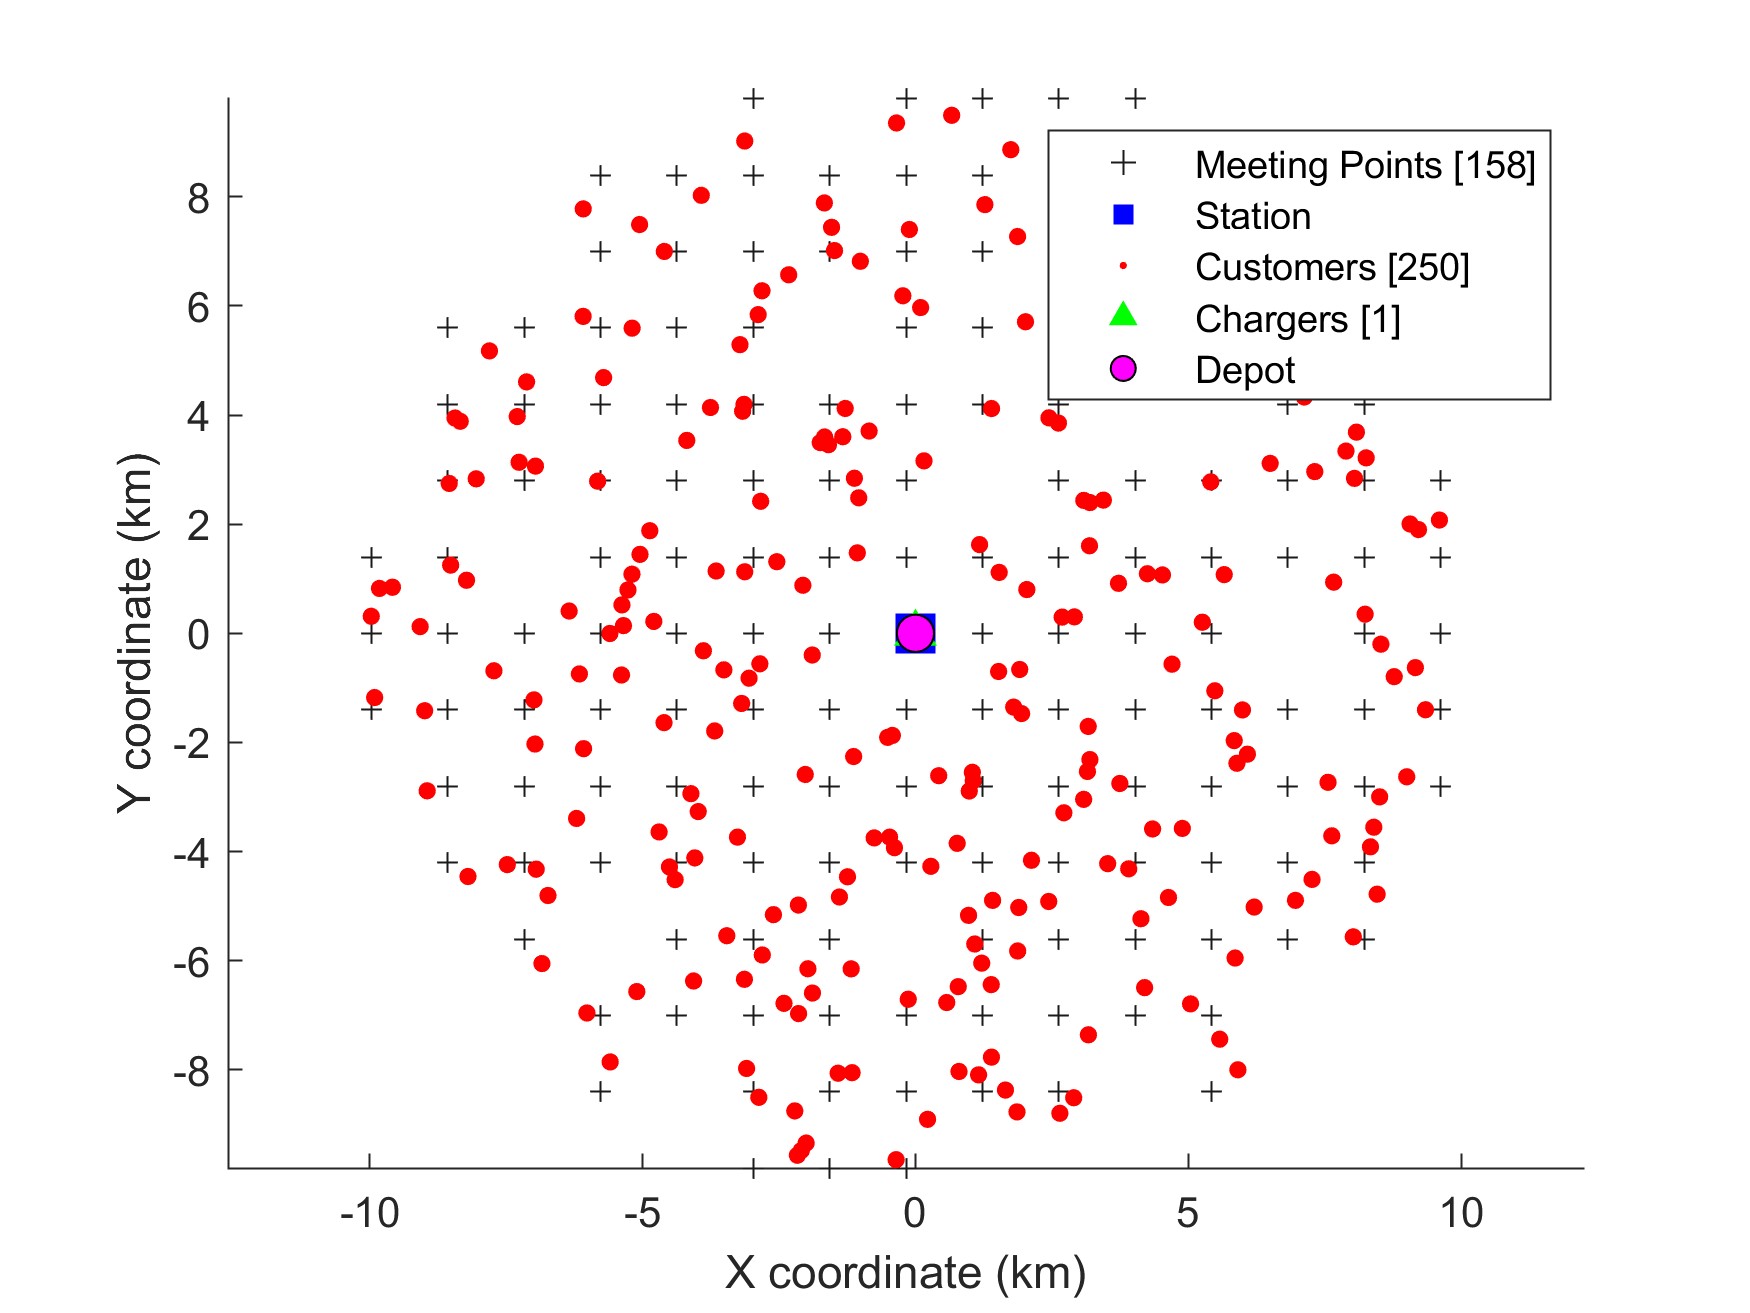 Meeting Points [158]
Station
Customers [250]
Chargers [1]
Depot
8
6
4
2
0
-2
-4
-6
-8
Y coordinate (km)
-10 -5 0 5 10
X coordinate (km)